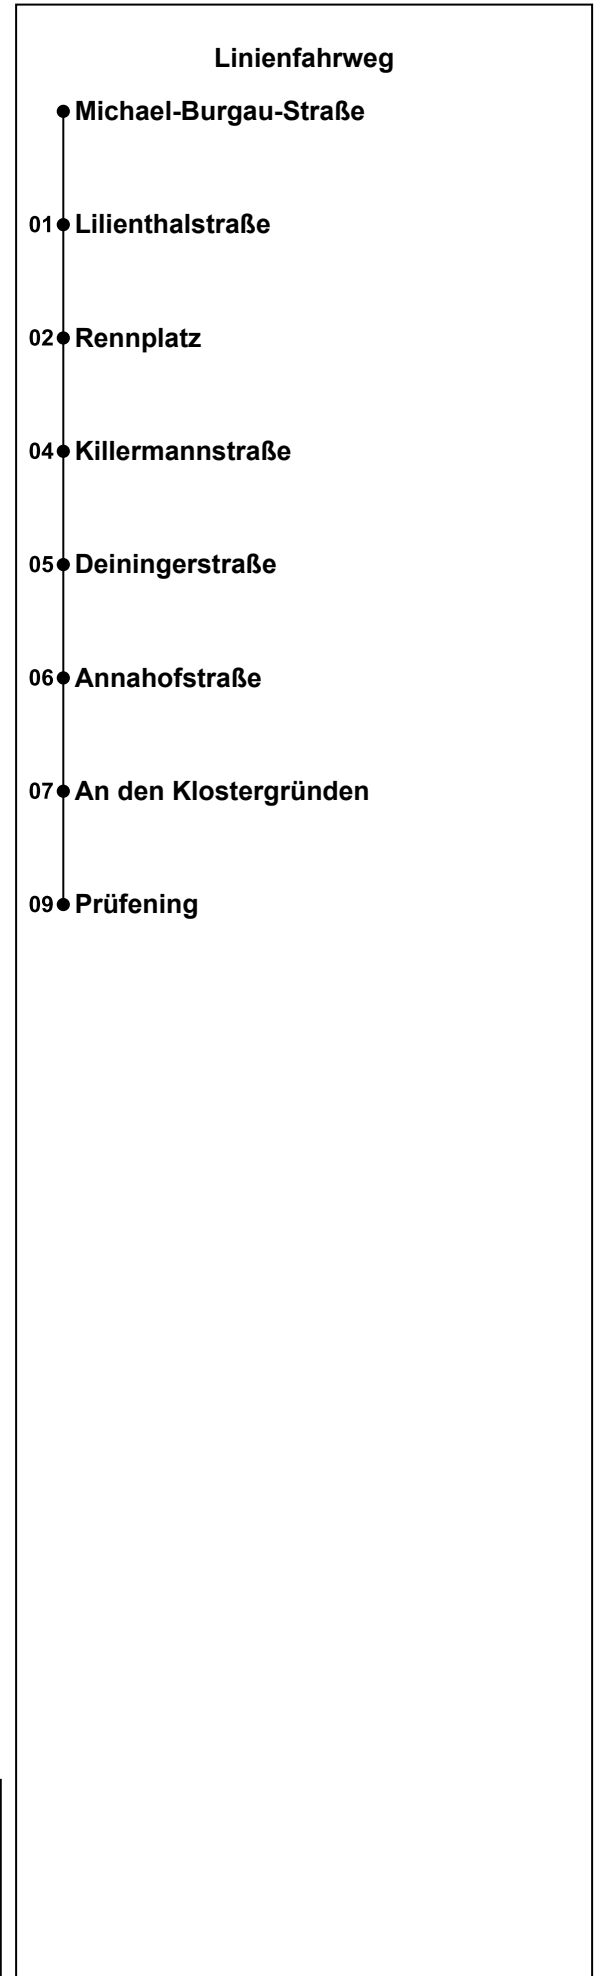 Linienfahrweg
Michael-Burgau-Straße
01 Lilienthalstraße
02 Rennplatz
04 Killermannstraße
05 Deiningerstraße
06 Annahofstraße
07 An den Klostergründen
09 Prüfening